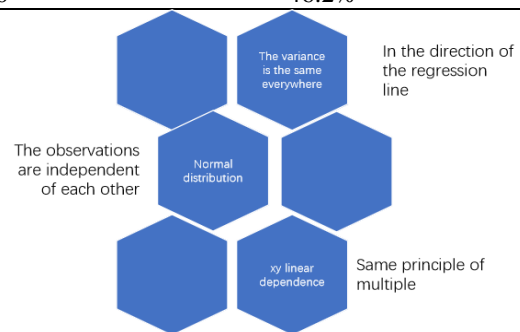 The variance
is the same
everywhere
In the direction of
the regression
line
The observations
are independent
of each other
Normal
distribution
xy linear
dependence
Same principle of
multiple